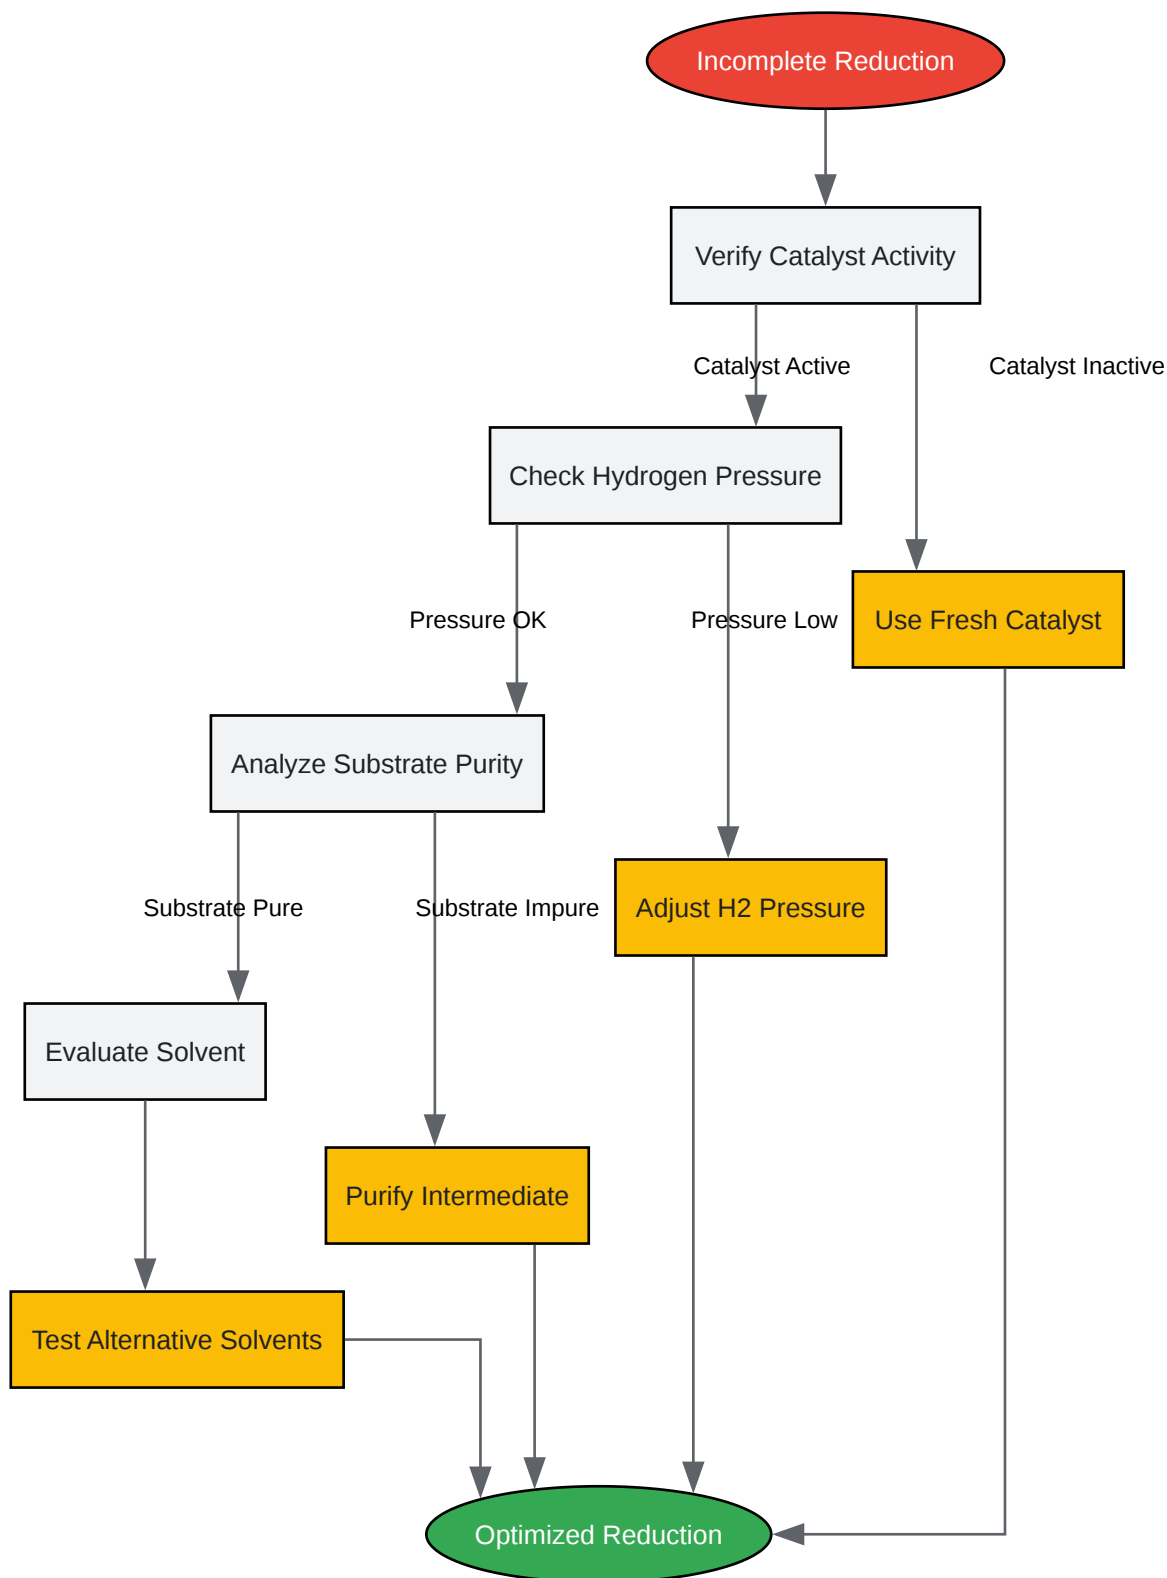 Incomplete Reduction
Verify Catalyst Activity
Catalyst Active
Catalyst Inactive
Check Hydrogen Pressure
Pressure OK
Pressure Low
Use Fresh Catalyst
Analyze Substrate Purity
Substrate Pure
Substrate Impure
Adjust H2 Pressure
Evaluate Solvent
Purify Intermediate
Test Alternative Solvents
Optimized Reduction